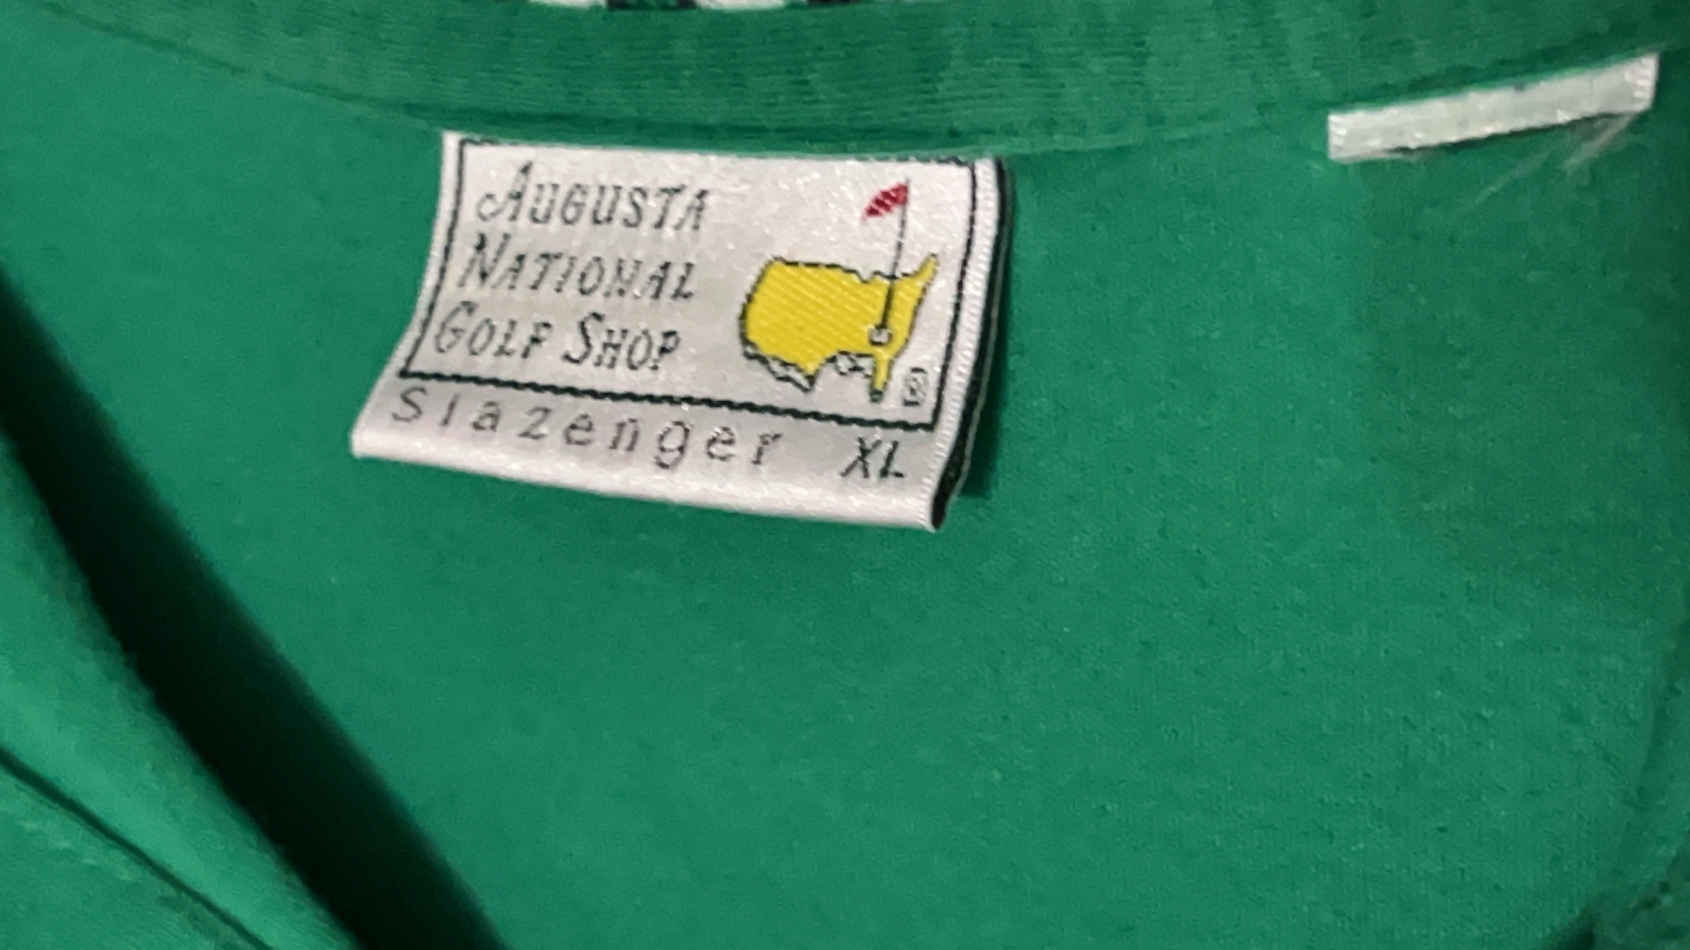 AUGUSTA
NATIONAL
GOLF SHOP
®
Slazenger XL